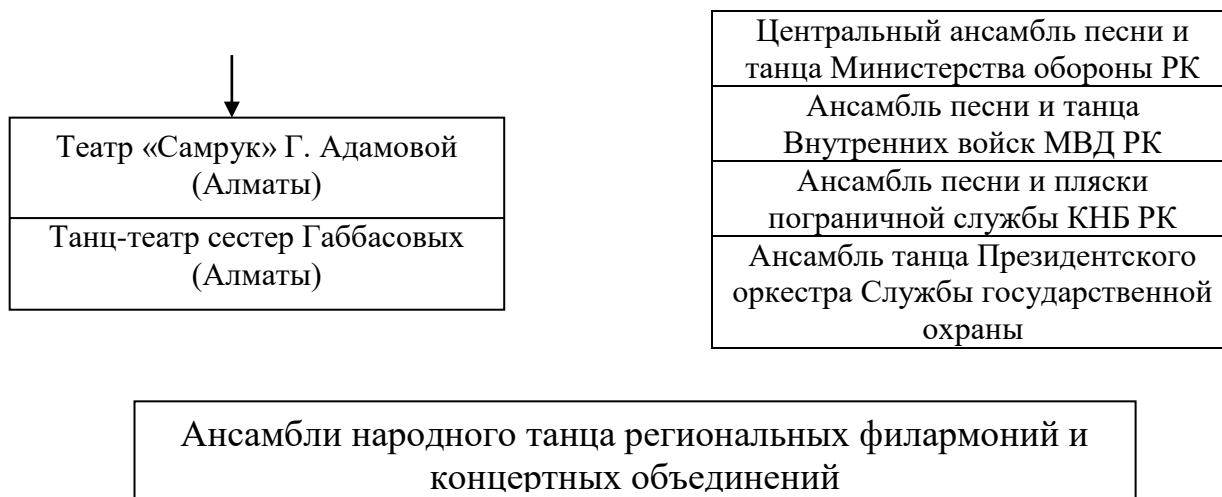 Театр «Самрук» Г. Адамовой
(Алматы)
Танц-театр сестер Габбасовых
(Алматы)
Центральный ансамбль песни и
танца Министерства обороны РК
Ансамбль песни и танца
Внутренних войск МВД РК
Ансамбль песни и пляски
пограничной службы КНБ РК
Ансамбль танца Президентского
оркестра Службы государственной
охраны
Ансамбли народного танца региональных филармоний и
концертных объединений